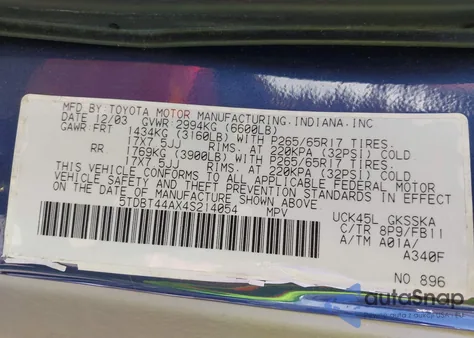 MFD.BY:TOYOTA MOTOR MANUFACTURING.INDIANA.INC
DATE 12/03 GVWR 2994KG (6600LB)
GAWR:FRT 1434KG (3160LB) WITH P265/65R17 TIRES.
17X7.5JJ RIMS. AT 220KPA (32PSI) COLD
RR 1769KG (3900LB) WITH P265/65R17 TIRES.
17X7.5JJ RIMS. AT 220KPA (32PSI) COLD
THIS VEHICLE CONFORMS TO ALL APPLICABLE FEDERAL MOTOR
VEHICLE SAFETY AND THEFT PREVENTION STANDARDS IN EFFECT
ON THE DATE OF MANUFACTURE SHOWN ABOVE
5TDBT44AX4S214054 MPV
UCK45L GKSSKA
C/TR 8P9/FB11
A/TM A01A/
A340F
NO 896
autoSnap